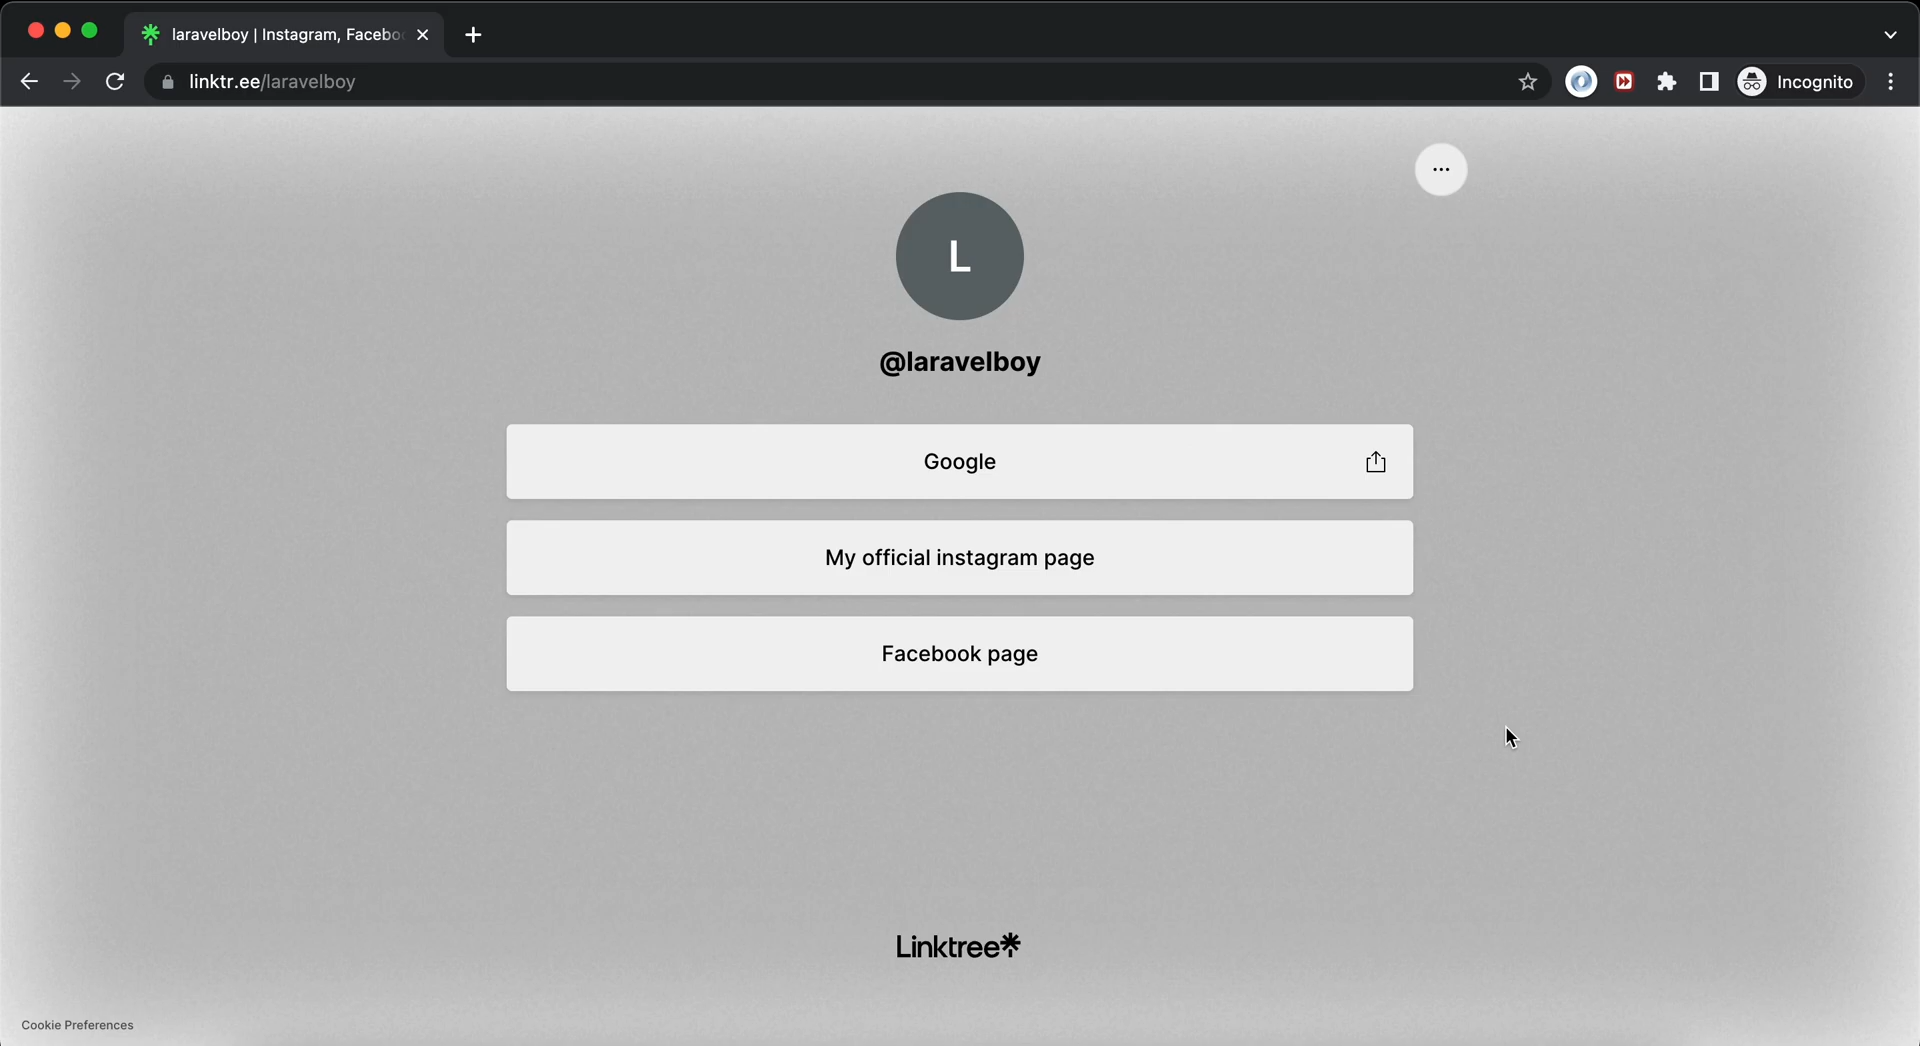 laravelboy | Instagram, Facebo
linktr.ee/laravelboy
Incognito
L
@laravelboy
Google
My official instagram page
Facebook page
Linktree
Cookie Preferences